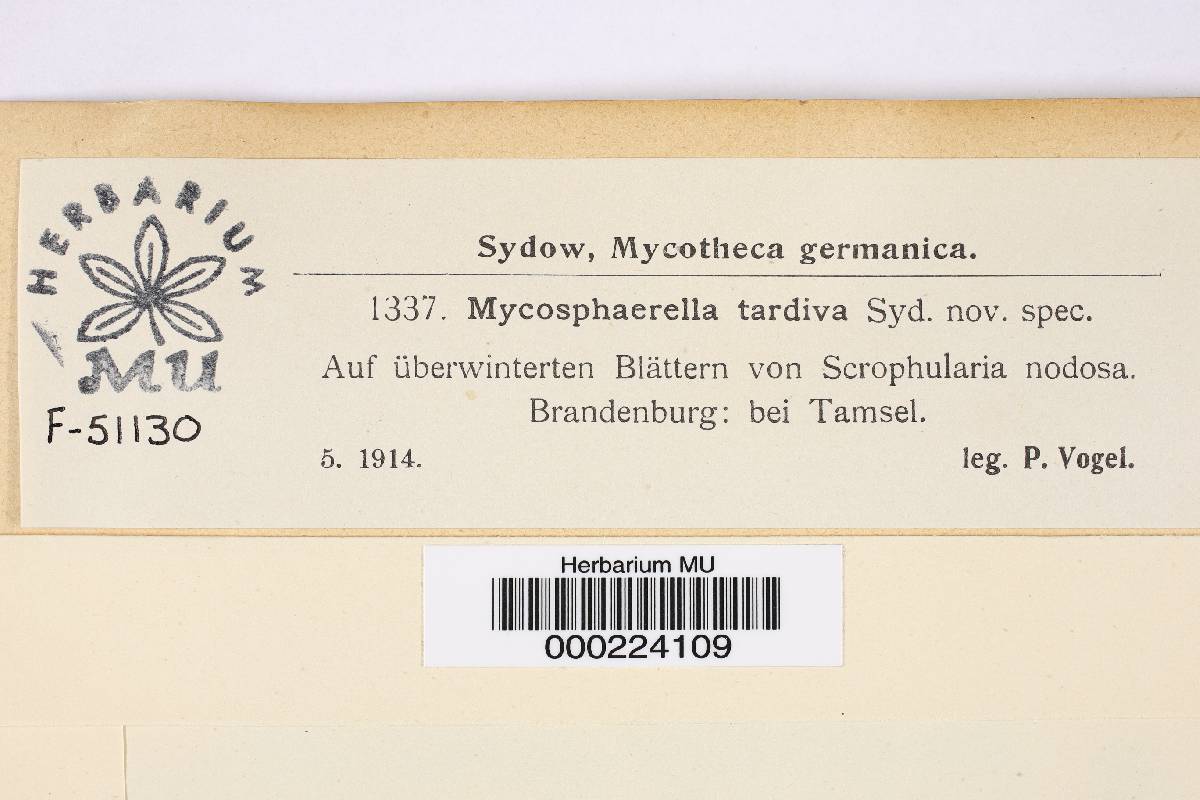 HERBARIUM
MU
F-51130
Sydow, Mycotheca germanica.
1337. Mycosphaerella tardiva Syd. nov. spec.
Auf überwinterten Blättern von Scrophularia nodosa.
Brandenburg: bei Tamsel.
5. 1914. leg. P. Vogel.
Herbarium MU
000224109